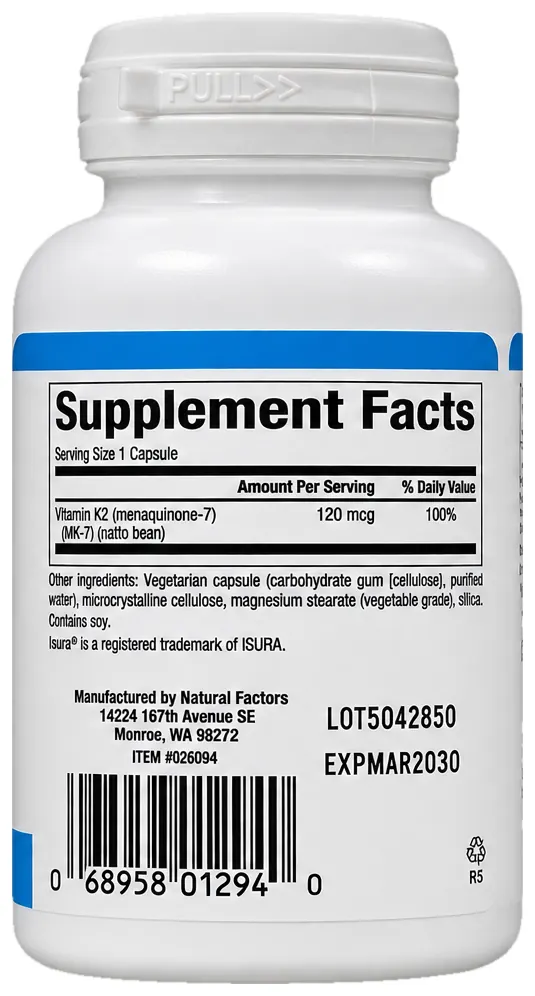 PULL>>
Supplement Facts
Serving Size 1 Capsule
Amount Per Serving % Daily Value
Vitamin K2 (menaquinone-7) 120 mcg 100%
(MK-7) (natto bean)
Other ingredients: Vegetarian capsule (carbohydrate gum [cellulose], purified
water), microcrystalline cellulose, magnesium stearate (vegetable grade), silica.
Contains soy.
Isura® is a registered trademark of ISURA.
Manufactured by Natural Factors
14224 167th Avenue SE
Monroe, WA 98272
ITEM #026094
LOT5042850
EXPMAR2030
0 68958 01294 0
R5